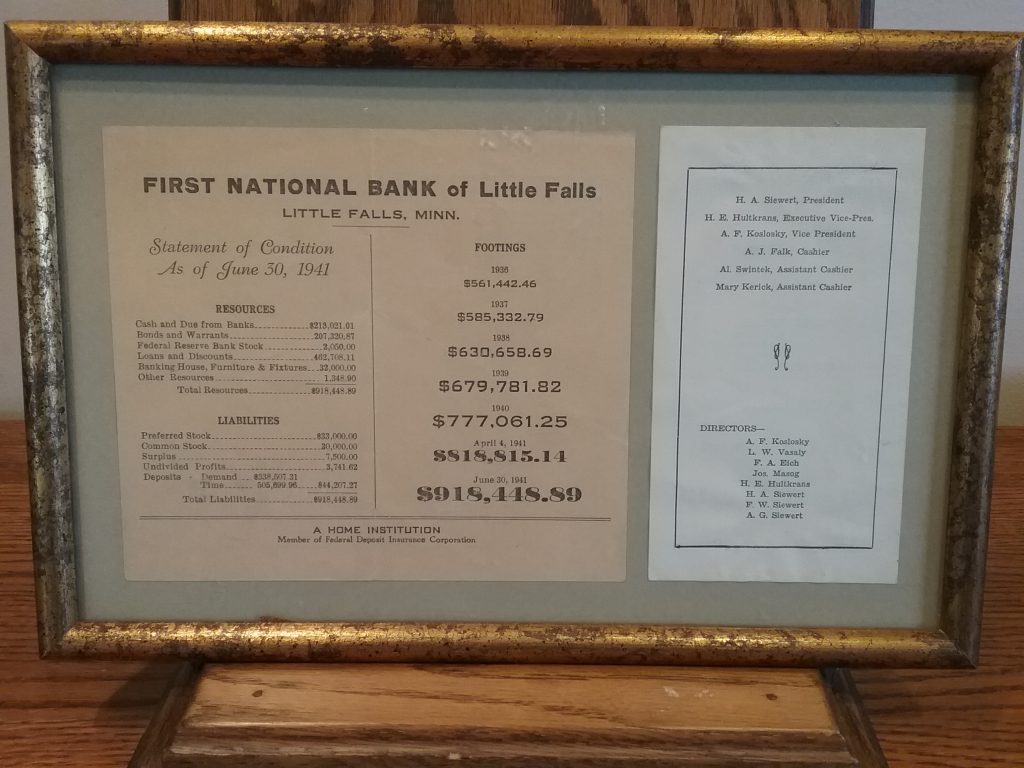 FIRST NATIONAL BANK of Little Falls
LITTLE FALLS, MINN.
Statement of Condition
As of June 30, 1941
RESOURCES
Cash and Due from Banks...................$213,021.01
Bonds and Warrants........................... 207,320.87
Federal Reserve Bank Stock .................. 2,050.00
Loans and Discounts.......................... 462,708.11
Banking House, Furniture & Fixtures... 32,000.00
Other Resources .............................. 1,348.90
Total Resources...................$918,448.89
LIABILITIES
Preferred Stock...............................$33,000.00
Common Stock................................ 30,000.00
Surplus ...................................... 7,500.00
Undivided Profits............................. 3,741.62
Deposits - Demand ... $338,507.31
Time....... 505,699.96..... 844,207.27
Total Liabilities ....................$918,448.89
FOOTINGS
1936
$561,442.46
1937
$585,332.79
1938
$630,658.69
1939
$679,781.82
1940
$777,061.25
April 4, 1941
$818,815.14
June 30, 1941
$918,448.89
A HOME INSTITUTION
Member of Federal Deposit Insurance Corporation
H. A. Siewert, President
H. E. Hultkrans, Executive Vice-Pres.
A. F. Koslosky, Vice President
A. J. Falk, Cashier
Al. Swintek, Assistant Cashier
Mary Kerick, Assistant Cashier
DIRECTORS—
A. F. Koslosky
L. W. Vasaly
F. A. Eich
Jos. Masog
H. E. Hultkrans
H. A. Siewert
F. W. Siewert
A. G. Siewert